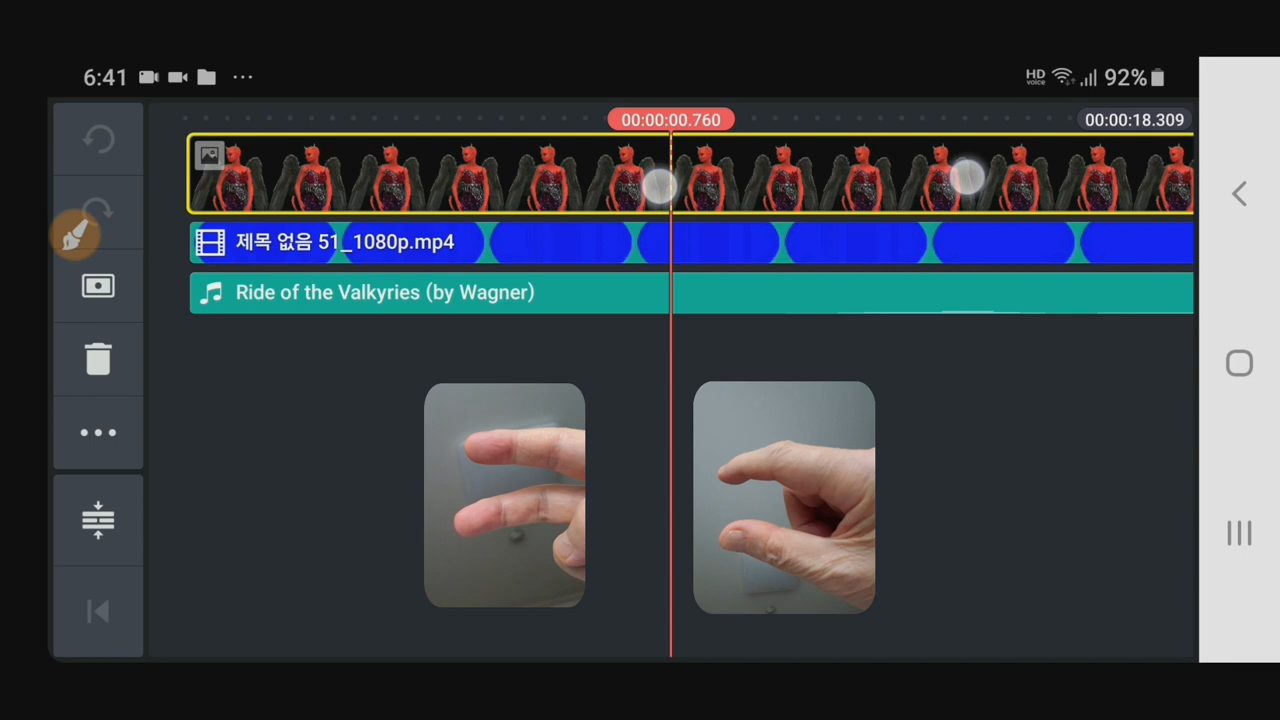 6:41
HD voice 92%
00:00:00.760
00:00:18.309
제목 없음 51_1080p.mp4
Ride of the Valkyries (by Wagner)